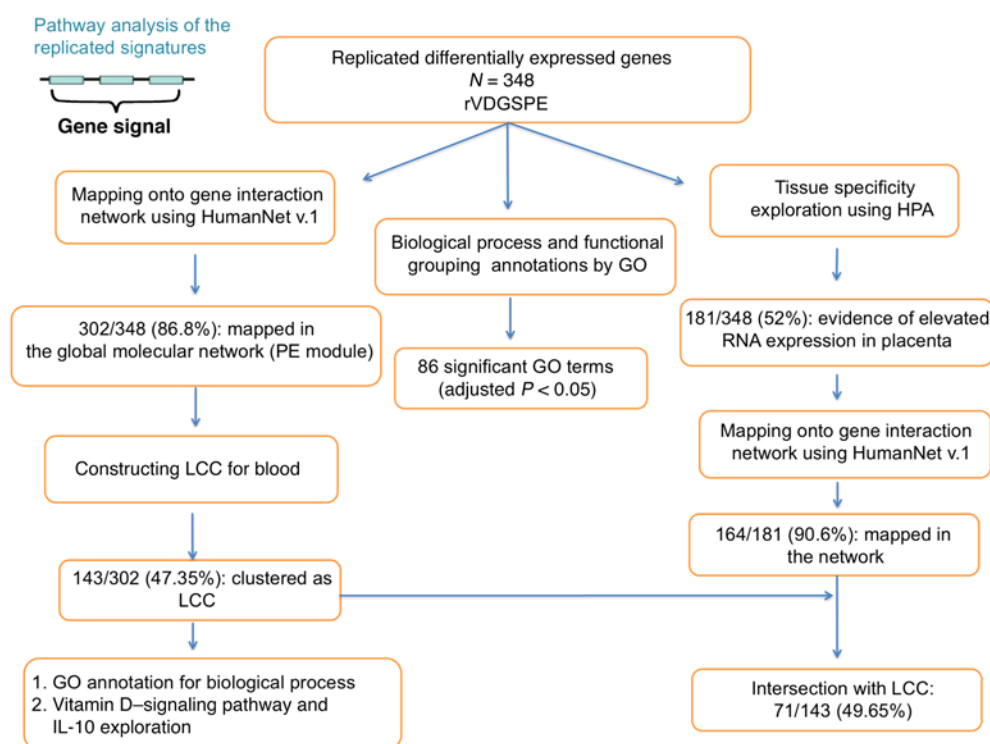 Pathway analysis of the
replicated signatures
Gene signal
Replicated differentially expressed genes
N = 348
rVDGSPE
Mapping onto gene interaction
network using HumanNet v.1
302/348 (86.8%): mapped in
the global molecular network (PE module)
Constructing LCC for blood
143/302 (47.35%): clustered as
LCC
1. GO annotation for biological process
2. Vitamin D–signaling pathway and
IL-10 exploration
Biological process and functional
grouping annotations by GO
86 significant GO terms
(adjusted P < 0.05)
Tissue specificity
exploration using HPA
181/348 (52%): evidence of elevated
RNA expression in placenta
Mapping onto gene interaction
network using HumanNet v.1
164/181 (90.6%): mapped in
the network
Intersection with LCC:
71/143 (49.65%)